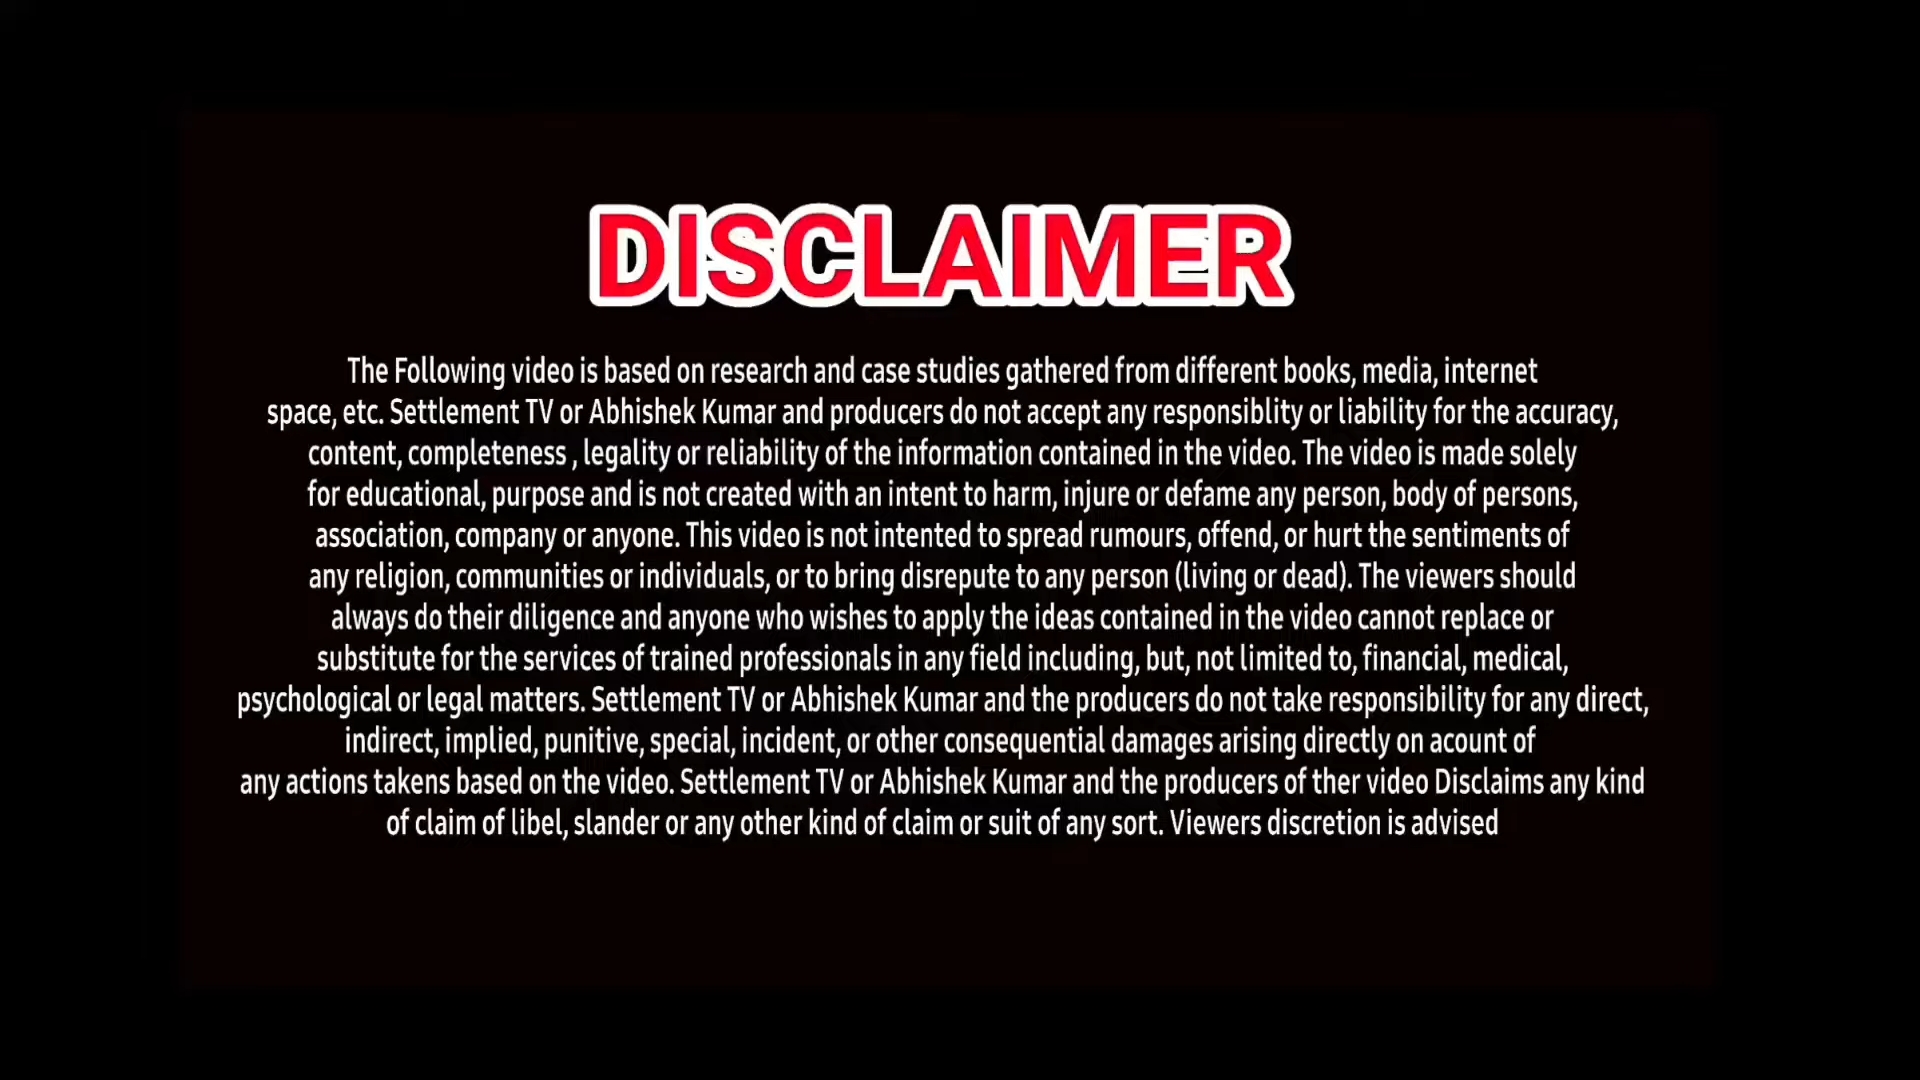 DISCLAIMER
The Following video is based on research and case studies gathered from different books, media, internet
space, etc. Settlement TV or Abhishek Kumar and producers do not accept any responsiblity or liability for the accuracy,
content, completeness , legality or reliability of the information contained in the video. The video is made solely
for educational, purpose and is not created with an intent to harm, injure or defame any person, body of persons,
association, company or anyone. This video is not intented to spread rumours, offend, or hurt the sentiments of
any religion, communities or individuals, or to bring disrepute to any person (living or dead). The viewers should
always do their diligence and anyone who wishes to apply the ideas contained in the video cannot replace or
substitute for the services of trained professionals in any field including, but, not limited to, financial, medical,
psychological or legal matters. Settlement TV or Abhishek Kumar and the producers do not take responsibility for any direct,
indirect, implied, punitive, special, incident, or other consequential damages arising directly on acount of
any actions takens based on the video. Settlement TV or Abhishek Kumar and the producers of ther video Disclaims any kind
of claim of libel, slander or any other kind of claim or suit of any sort. Viewers discretion is advised